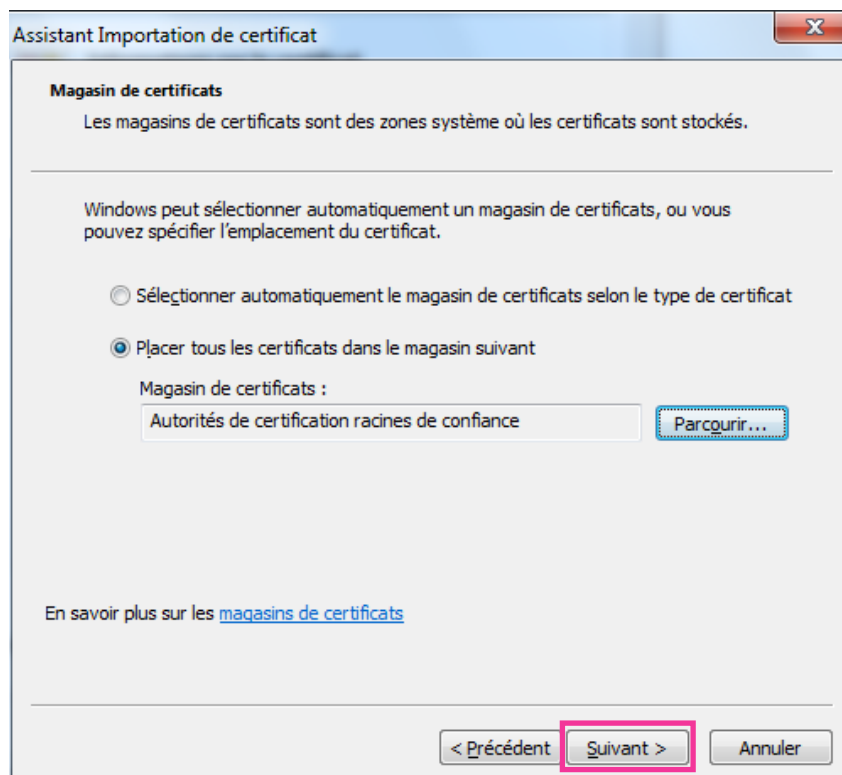 Assistant Importation de certificat
X
Magasin de certificats
Les magasins de certificats sont des zones système où les certificats sont stockés.
Windows peut sélectionner automatiquement un magasin de certificats, ou vous
pouvez spécifier l'emplacement du certificat.
Sélectionner automatiquement le magasin de certificats selon le type de certificat
Placer tous les certificats dans le magasin suivant
Magasin de certificats :
Autorités de certification racines de confiance
Parcourir...
En savoir plus sur les magasins de certificats
< Précédent
Suivant >
Annuler